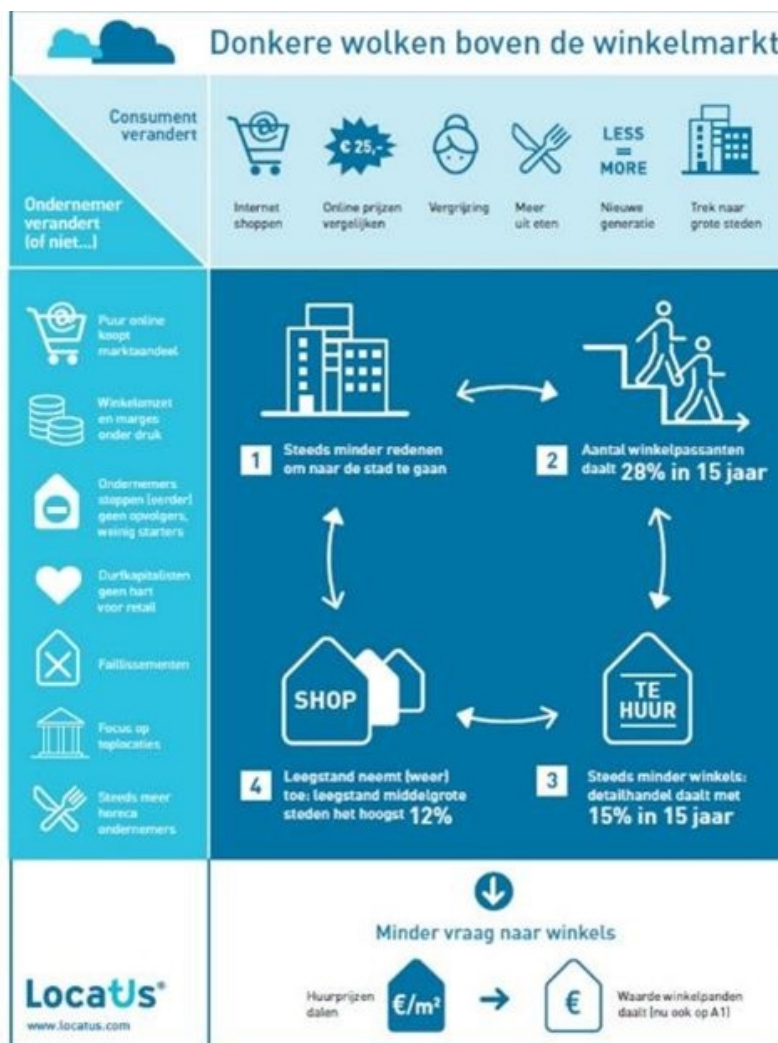 Donkere wolken boven de winkelmarkt
Consument
verandert
Ondernemer
verandert
(of niet...)
@
Internet
shoppen
€ 25,-
Online prijzen
vergelijken
Vergrijzing
Meer
uit eten
LESS
=
MORE
Nieuwe
generatie
Trek naar
grote steden
@
Puur online
koopt
marktaandeel
Winkelomzet
en marges
onder druk
Ondernemers
stoppen (eerder)
geen opvolgers,
weinig starters
Durfkapitalisten
geen hart
voor retail
Faillissementen
Focus op
toplocaties
Steeds meer
horeca
ondernemers
1 Steeds minder redenen
om naar de stad te gaan
2 Aantal winkelpassanten
daalt 28% in 15 jaar
SHOP
4 Leegstand neemt (weer)
toe: leegstand middelgrote
steden het hoogst 12%
TE
HUUR
3 Steeds minder winkels:
detailhandel daalt met
15% in 15 jaar
Minder vraag naar winkels
Huurprijzen
dalen
€/m²
€
Waarde winkelpanden
daalt (nu ook op A1)
Locatus®
www.locatus.com